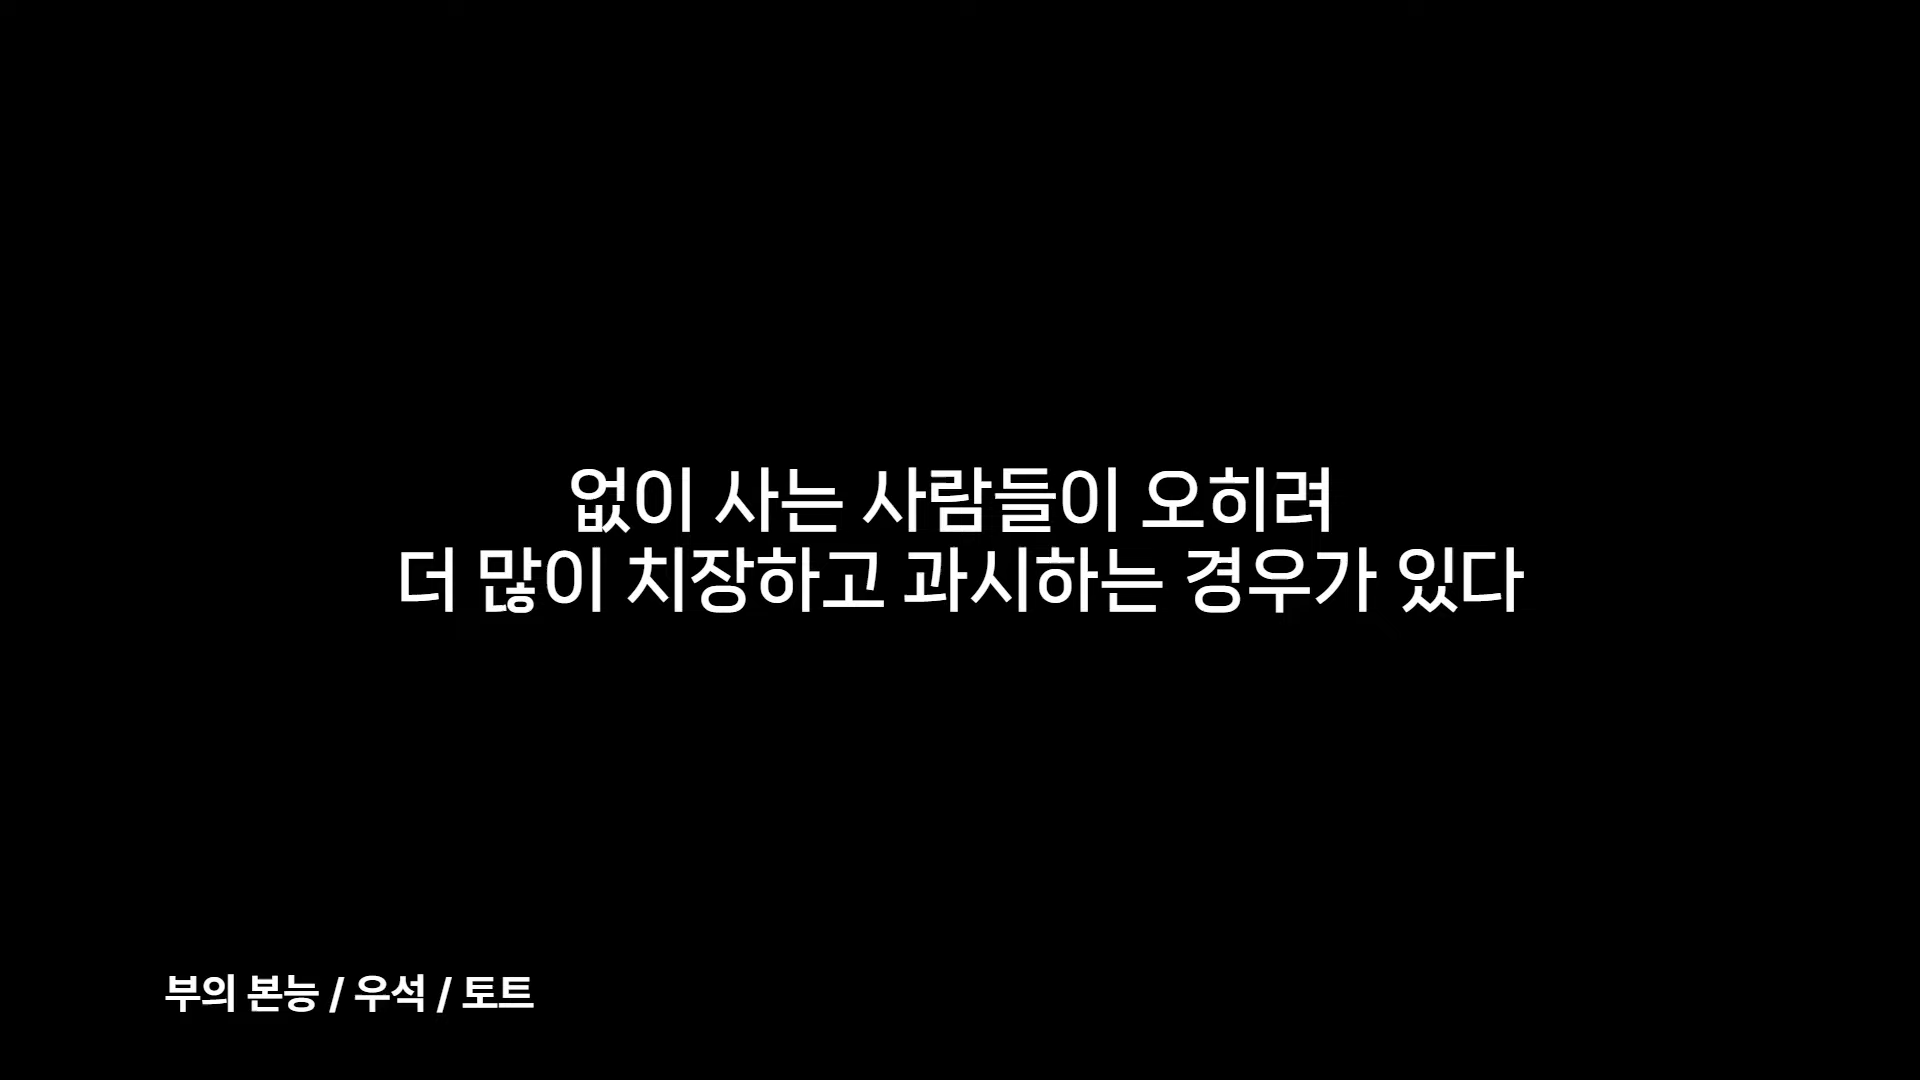 없이 사는 사람들이 오히려
더 많이 치장하고 과시하는 경우가 있다
부의 본능 / 우석 / 토트